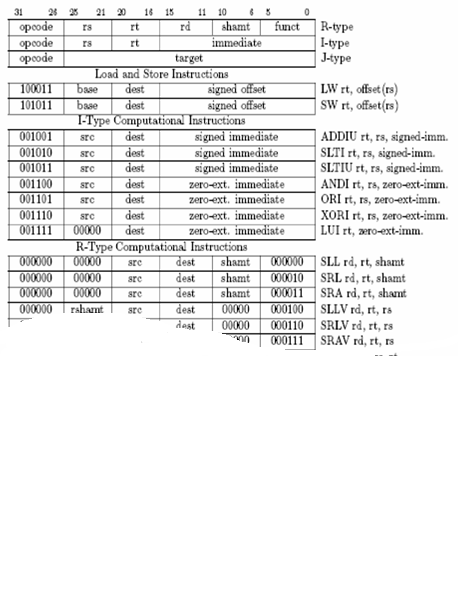 31 26 25 21 20 16 15 11 10 6 5 0
opcode rs rt rd shamt funct R-type
opcode rs rt immediate I-type
opcode target J-type
Load and Store Instructions
100011 base dest signed offset LW rt, offset(rs)
101011 base dest signed offset SW rt, offset(rs)
I-Type Computational Instructions
001001 src dest signed immediate ADDIU rt, rs, signed-imm.
001010 src dest signed immediate SLTI rt, rs, signed-imm.
001011 src dest signed immediate SLTIU rt, rs, signed-imm.
001100 src dest zero-ext. immediate ANDI rt, rs, zero-ext-imm.
001101 src dest zero-ext. immediate ORI rt, rs, zero-ext-imm.
001110 src dest zero-ext. immediate XORI rt, rs, zero-ext-imm.
001111 00000 dest zero-ext. immediate LUI rt, zero-ext-imm.
R-Type Computational Instructions
000000 00000 src dest shamt 000000 SLL rd, rt, shamt
000000 00000 src dest shamt 000010 SRL rd, rt, shamt
000000 00000 src dest shamt 000011 SRA rd, rt, shamt
000000 rshamt src dest 00000 000100 SLLV rd, rt, rs
dest 00000 000110 SRLV rd, rt, rs
000111 SRAV rd, rt, rs